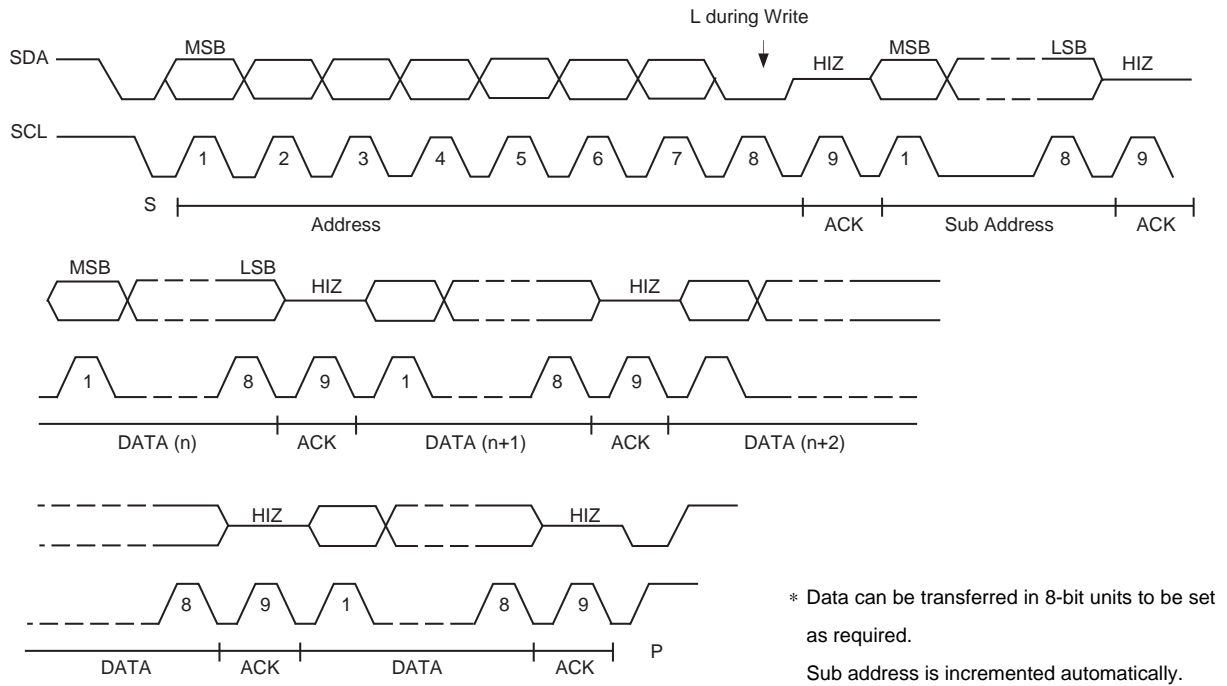 L during Write
SDA MSB HIZ MSB LSB HIZ
SCL 1 2 3 4 5 6 7 8 9 1 8 9
S Address ACK Sub Address ACK
MSB LSB HIZ HIZ
1 8 9 1 8 9
DATA (n) ACK DATA (n+1) ACK DATA (n+2)
HIZ HIZ
8 9 1 8 9
DATA ACK DATA ACK P
* Data can be transferred in 8-bit units to be set
as required.
Sub address is incremented automatically.